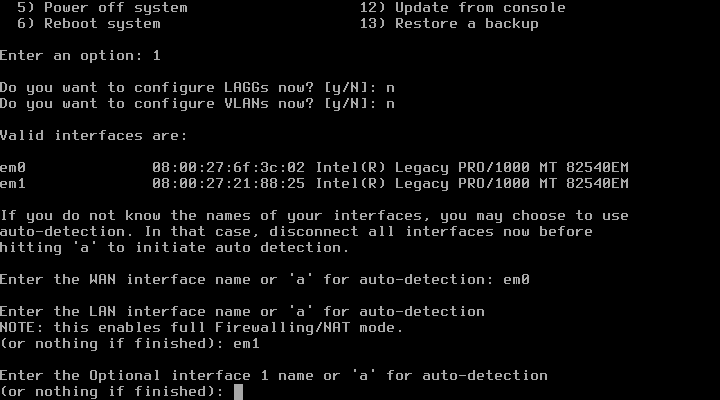 5) Power off system                     12) Update from console
  6) Reboot system                        13) Restore a backup
Enter an option: 1
Do you want to configure LAGGs now? [y/N]: n
Do you want to configure VLANs now? [y/N]: n
Valid interfaces are:
em0              08:00:27:6f:3c:02 Intel(R) Legacy PRO/1000 MT 82540EM
em1              08:00:27:21:88:25 Intel(R) Legacy PRO/1000 MT 82540EM
If you do not know the names of your interfaces, you may choose to use
auto-detection. In that case, disconnect all interfaces now before
hitting 'a' to initiate auto detection.
Enter the WAN interface name or 'a' for auto-detection: em0
Enter the LAN interface name or 'a' for auto-detection
NOTE: this enables full Firewalling/NAT mode.
(or nothing if finished): em1
Enter the Optional interface 1 name or 'a' for auto-detection
(or nothing if finished):